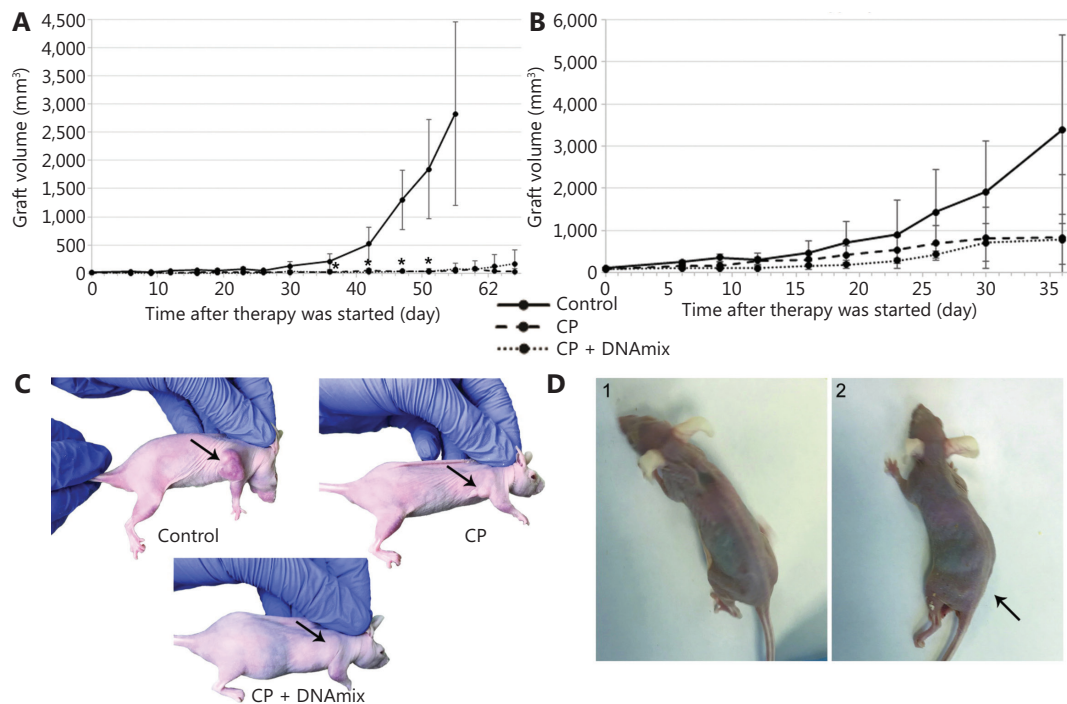 A
4,500
4,000
3,500
3,000
2,500
2,000
1,500
1,000
500
0
Graft volume (mm³)
* * * *
0 10 20 30 40 50 62
Time after therapy was started (day)
B
6,000
5,000
4,000
3,000
2,000
1,000
0
Graft volume (mm³)
0 5 10 15 20 25 30 35
Time after therapy was started (day)
Control
CP
CP + DNAmix
C
Control
CP
CP + DNAmix
D
1
2